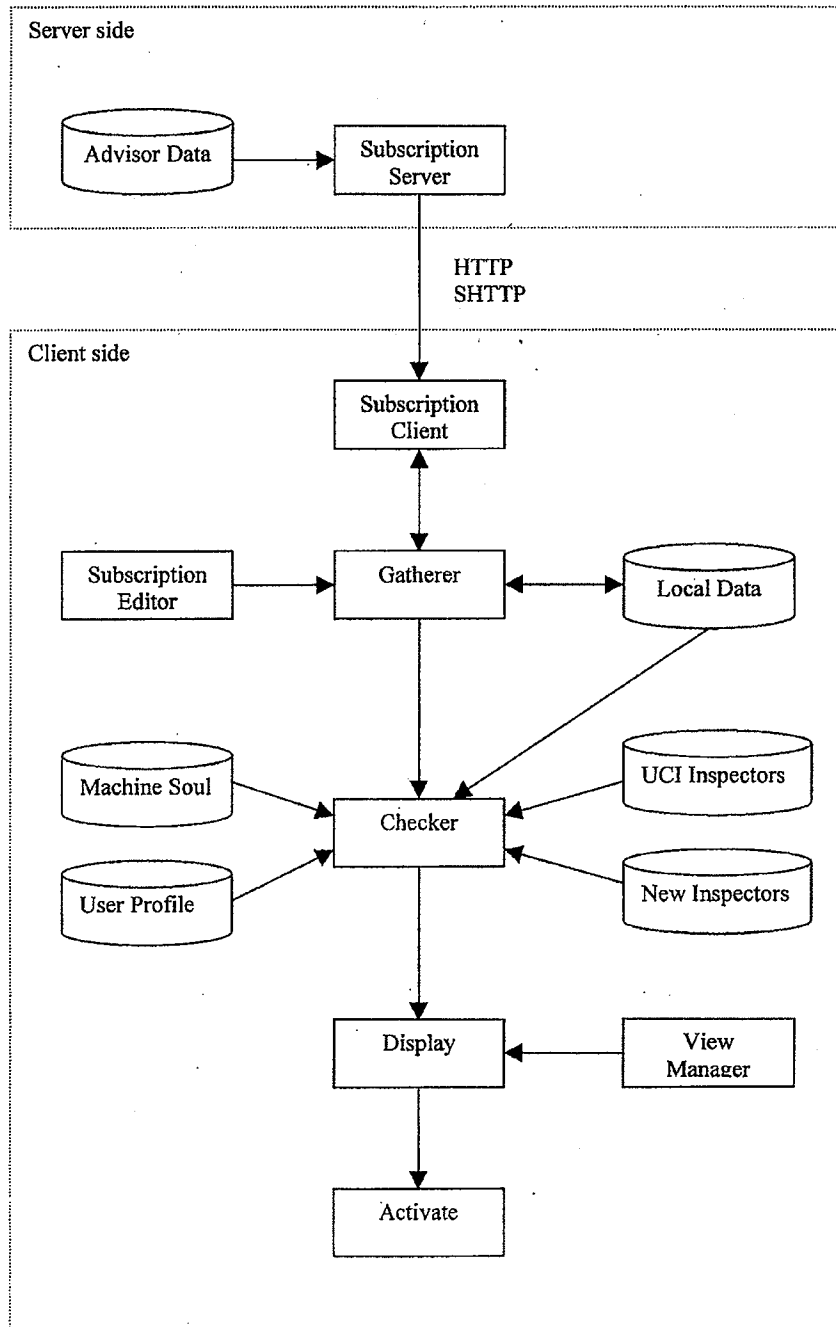 Server side
Advisor Data
Subscription
Server
HTTP
SHTTP
Client side
Subscription
Client
Subscription
Editor
Gatherer
Local Data
Machine Soul
UCI Inspectors
Checker
User Profile
New Inspectors
Display
View
Manager
Activate